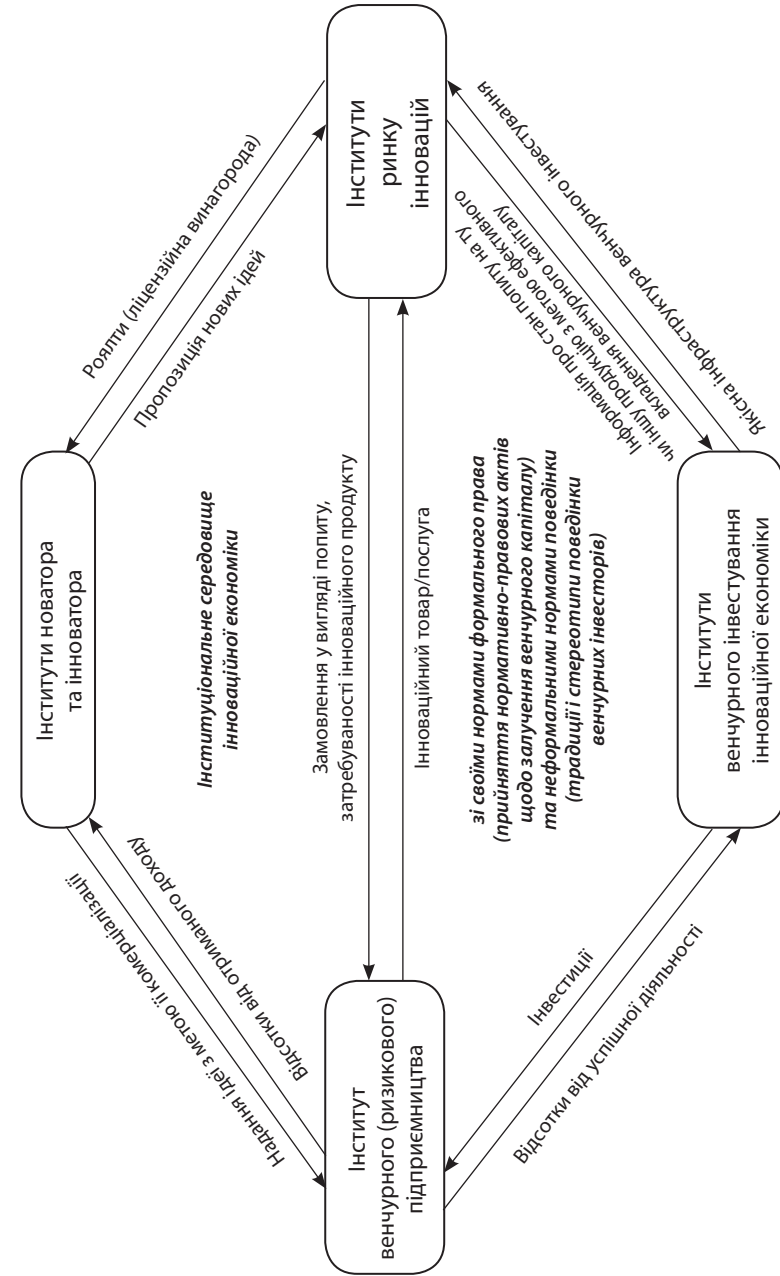 Інститути новатора
та інноватора
Надання ідеї з метою її комерціалізації
Відсотки від отриманого доходу
Роялти (ліцензійна винагорода)
Пропозиція нових ідей
Інституціональне середовище
інноваційної економіки
Інститут
венчурного (ризикового)
підприємництва
Замовлення у вигляді попиту,
затребуваності інноваційного продукту
Інноваційний товар/послуга
Інститути
ринку
інновацій
зі своїми нормами формального права
(прийняття нормативно-правових актів
щодо залучення венчурного капіталу)
та неформальними нормами поведінки
(традиції і стереотипи поведінки
венчурних інвесторів)
Інвестиції
Відсотки від успішної діяльності
Інформація про стан попиту на ту
чи іншу продукцію з метою ефективного
вкладення венчурного капіталу
Якісна інфраструктура венчурного інвестування
Інститути
венчурного інвестування
інноваційної економіки